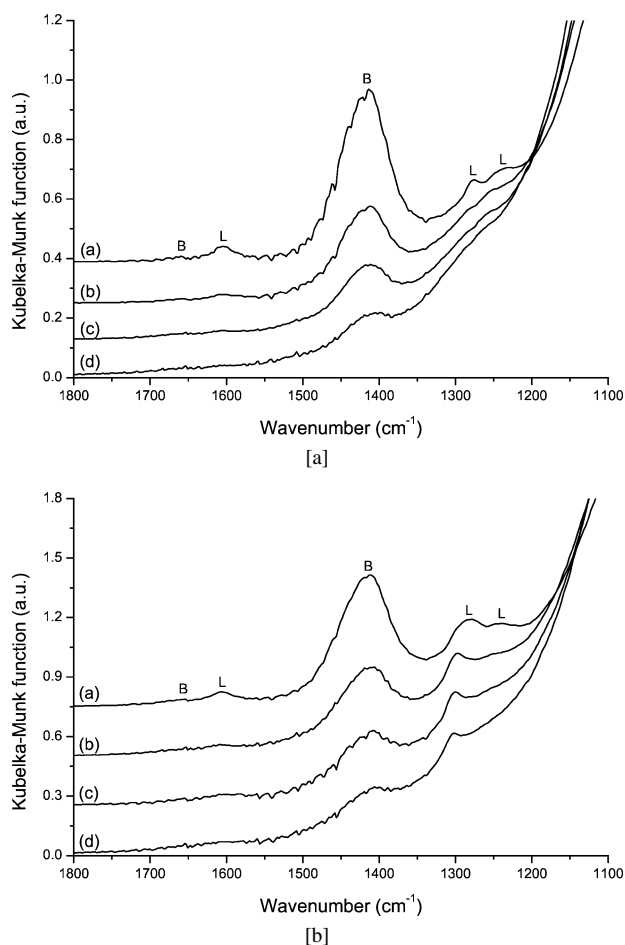 1.2
B
1.0
Kubelka-Munk function (a.u.)
0.8
L
L
0.6
B
L
0.4
(a)
(b)
0.2
(c)
(d)
0.0
1800 1700 1600 1500 1400 1300 1200 1100
Wavenumber (cm⁻¹)
[a]
1.8
1.5
B
Kubelka-Munk function (a.u.)
1.2
L
L
0.9
B
L
(a)
0.6
(b)
0.3
(c)
(d)
0.0
1800 1700 1600 1500 1400 1300 1200 1100
Wavenumber (cm⁻¹)
[b]